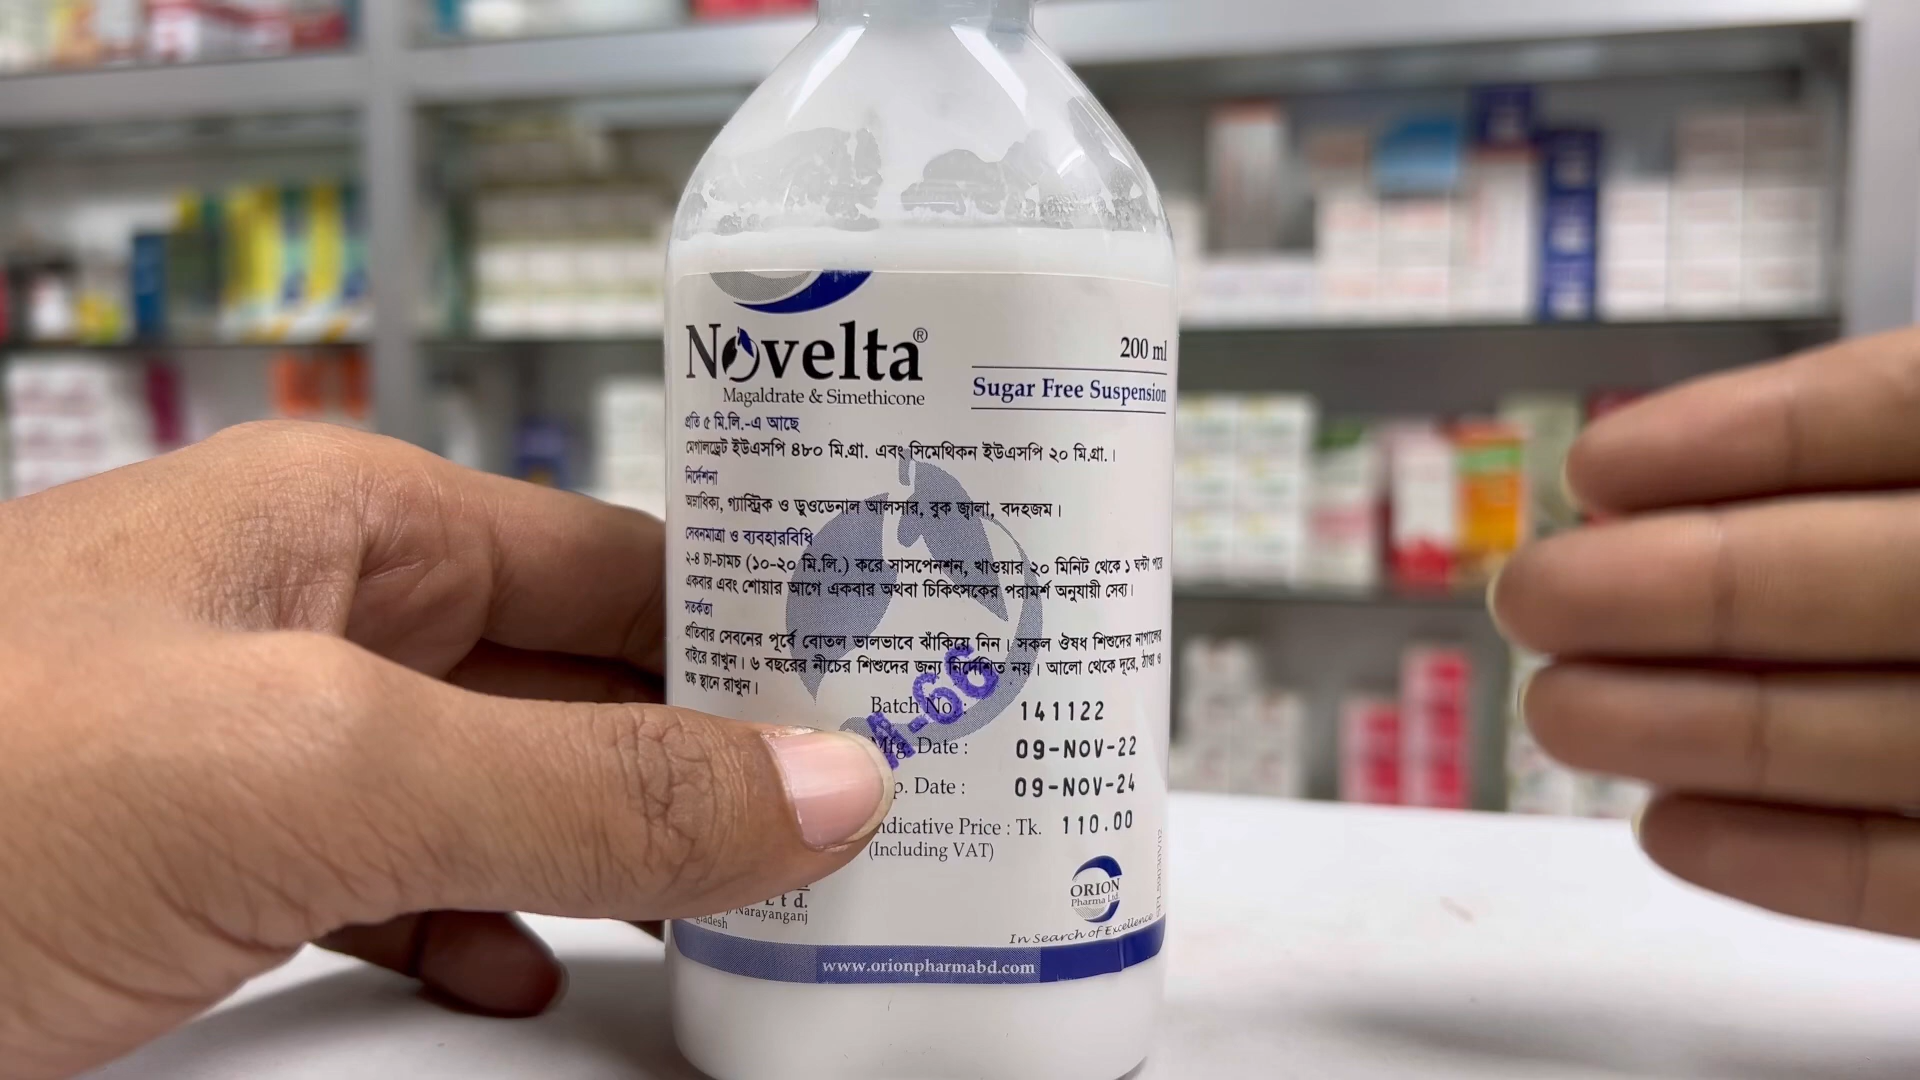 Novelta®
Magaldrate & Simethicone
200 ml
Sugar Free Suspension
প্রতি ৫ মি.লি.-এ আছে
মেগালড্রেট ইউএসপি ৪৮০ মি.গ্রা. এবং সিমেথিকন ইউএসপি ২০ মি.গ্রা.।
নির্দেশনা
অম্লাধিক্য, গ্যাস্ট্রিক ও ডুওডেনাল আলসার, বুক জ্বালা, বদহজম।
সেবনমাত্রা ও ব্যবহারবিধি
২-৪ চা-চামচ (১০-২০ মি.লি.) করে সাসপেনশন, খাওয়ার ২০ মিনিট থেকে ১ ঘন্টা পরে
একবার এবং শোয়ার আগে একবার অথবা চিকিৎসকের পরামর্শ অনুযায়ী সেব্য।
সতর্কতা
প্রতিবার সেবনের পূর্বে বোতল ভালভাবে ঝাঁকিয়ে নিন। সকল ঔষধ শিশুদের নাগালের
বাইরে রাখুন। ৬ বছরের নীচের শিশুদের জন্য নির্দেশিত নয়। আলো থেকে দূরে, ঠাণ্ডা ও
শুষ্ক স্থানে রাখুন।
Batch No. : 141122
Mfg. Date : 09-NOV-22
p. Date : 09-NOV-24
ndicative Price : Tk. 110.00
(Including VAT)
A-66
Ltd.
Narayanganj
gladesh
ORION
Pharma Ltd.
In Search of Excellence
www.orionpharmabd.com